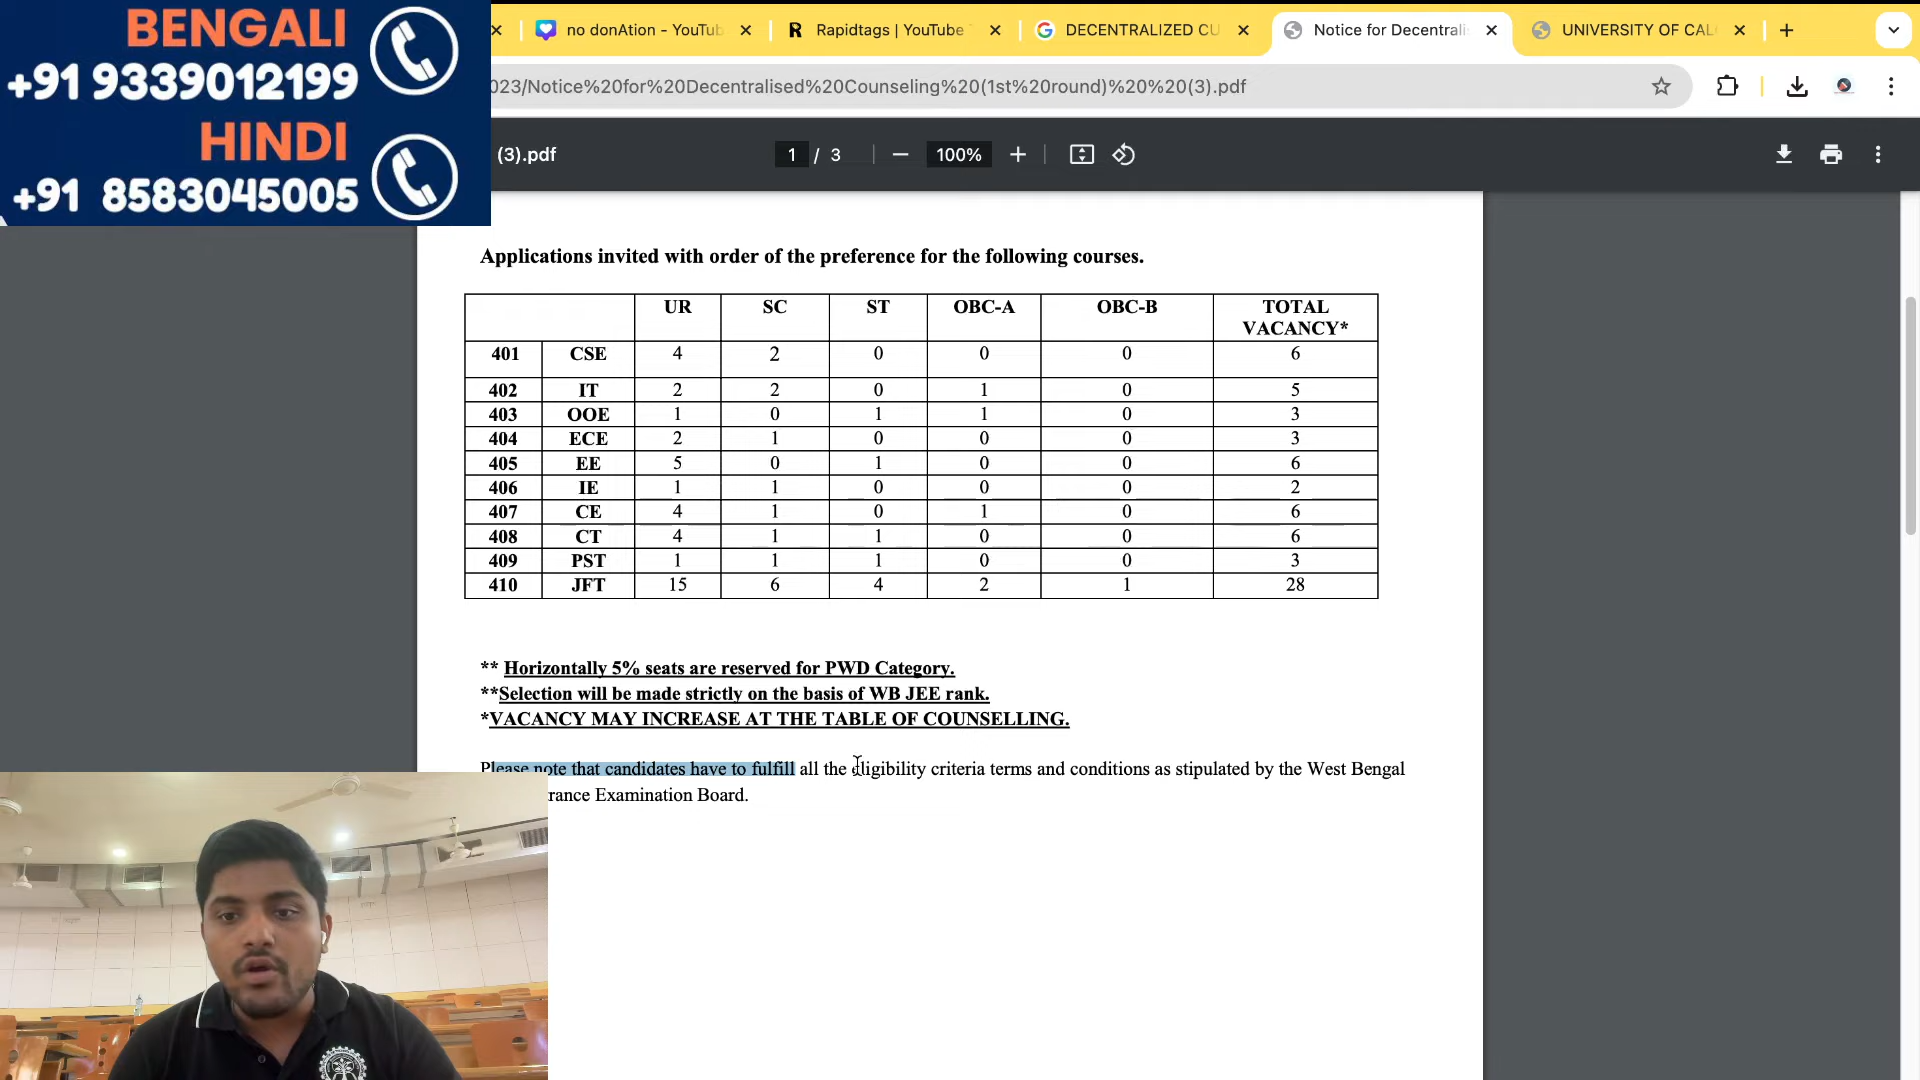 BENGALI
+91 9339012199
HINDI
+91 8583045005
no donAtion - YouTub
Rapidtags | YouTube
DECENTRALIZED CU
Notice for Decentrali
UNIVERSITY OF CAL
023/Notice%20for%20Decentralised%20Counseling%20(1st%20round)%20%20(3).pdf
(3).pdf
1 / 3
100%
Applications invited with order of the preference for the following courses.
UR SC ST OBC-A OBC-B TOTAL
VACANCY*
401 CSE 4 2 0 0 0 6
402 IT 2 2 0 1 0 5
403 OOE 1 0 1 1 0 3
404 ECE 2 1 0 0 0 3
405 EE 5 0 1 0 0 6
406 IE 1 1 0 0 0 2
407 CE 4 1 0 1 0 6
408 CT 4 1 1 0 0 6
409 PST 1 1 1 0 0 3
410 JFT 15 6 4 2 1 28
** Horizontally 5% seats are reserved for PWD Category.
**Selection will be made strictly on the basis of WB JEE rank.
*VACANCY MAY INCREASE AT THE TABLE OF COUNSELLING.
Please note that candidates have to fulfill all the eligibility criteria terms and conditions as stipulated by the West Bengal
rance Examination Board.